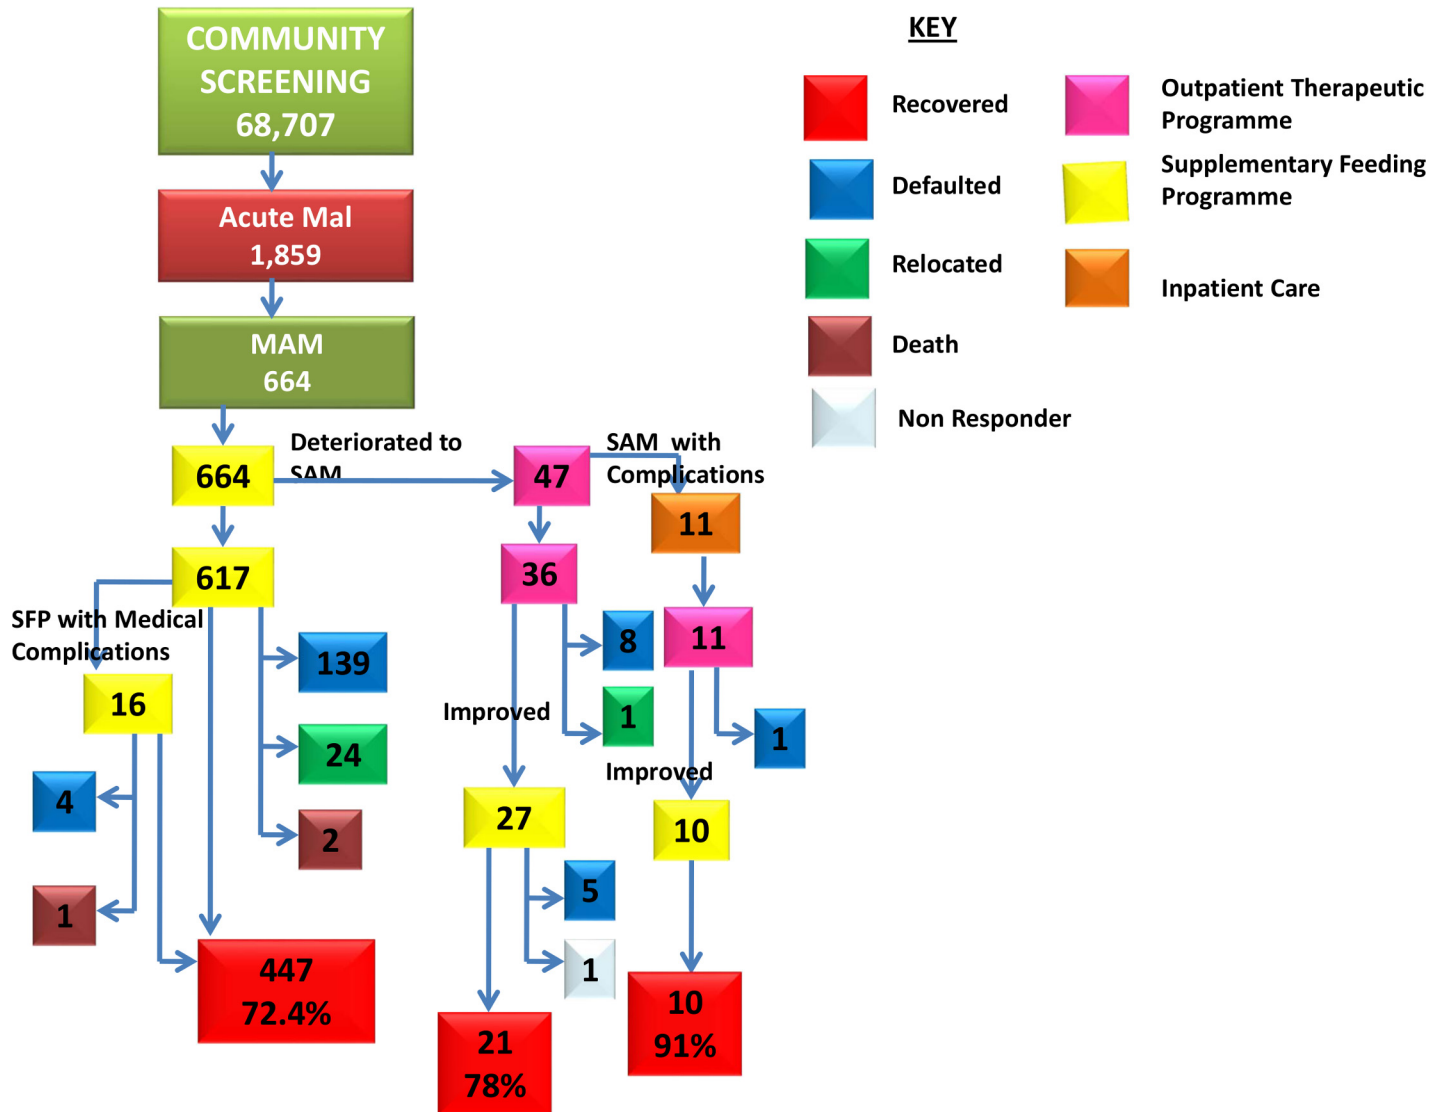 COMMUNITY
SCREENING
68,707
Acute Mal
1,859
MAM
664
KEY
Recovered
Defaulted
Relocated
Death
Non Responder
Outpatient Therapeutic
Programme
Supplementary Feeding
Programme
Inpatient Care
664
Deteriorated to
SAM
47
SAM with
Complications
11
617
36
11
SFP with Medical
Complications
16
139
24
2
4
1
447
72.4%
8
1
Improved
27
5
1
21
78%
1
Improved
10
10
91%